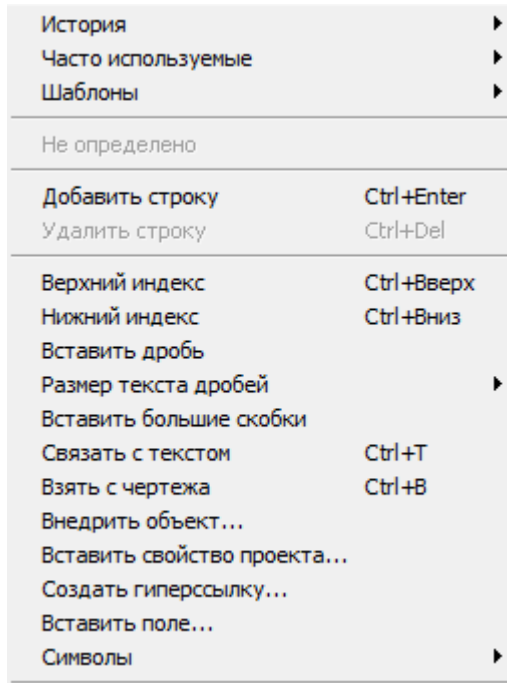 История
Часто используемые
Шаблоны
Не определено
Добавить строку Ctrl+Enter
Удалить строку Ctrl+Del
Верхний индекс Ctrl+Вверх
Нижний индекс Ctrl+Вниз
Вставить дробь
Размер текста дробей
Вставить большие скобки
Связать с текстом Ctrl+T
Взять с чертежа Ctrl+B
Внедрить объект...
Вставить свойство проекта...
Создать гиперссылку...
Вставить поле...
Символы